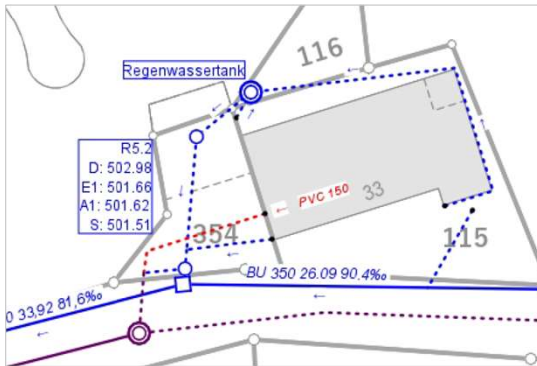 116
Regenwassertank
R5.2
D: 502.98
E1: 501.66
A1: 501.62
S: 501.51
PVC 150
33
354
115
BU 350 26.09 90.4‰
0 33,92 81,6‰